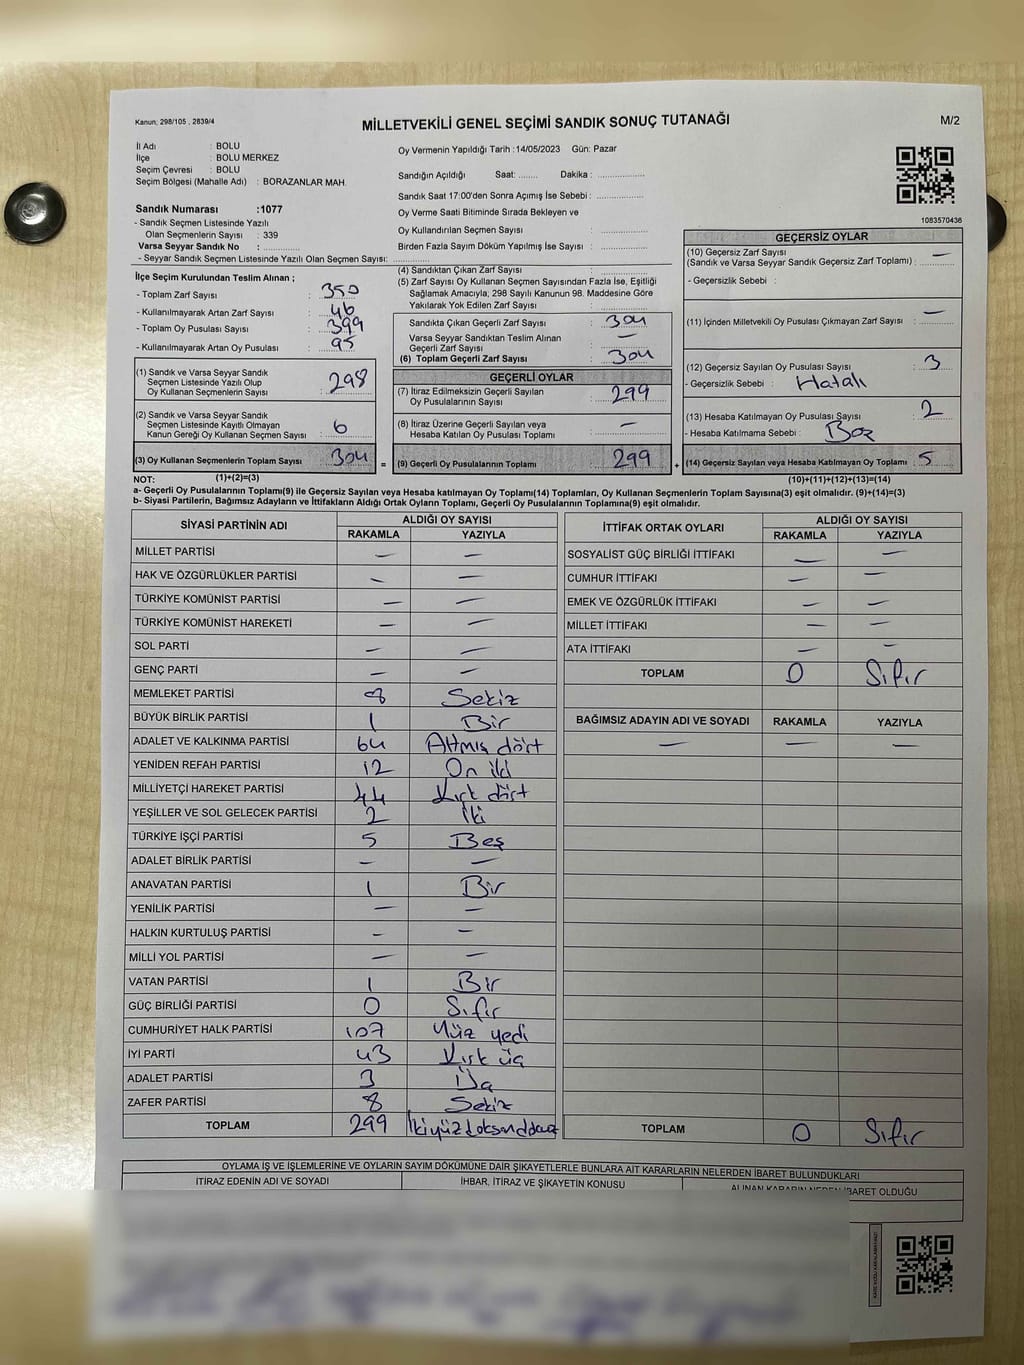 Kanun; 298/105 , 2839/4
MİLLETVEKİLİ GENEL SEÇİMİ SANDIK SONUÇ TUTANAĞI
M/2
İl Adı : BOLU
İlçe : BOLU MERKEZ
Seçim Çevresi : BOLU
Seçim Bölgesi (Mahalle Adı) : BORAZANLAR MAH.
Sandık Numarası :1077
- Sandık Seçmen Listesinde Yazılı
Olan Seçmenlerin Sayısı : 339
Varsa Seyyar Sandık No :
- Seyyar Sandık Seçmen Listesinde Yazılı Olan Seçmen Sayısı:
Oy Vermenin Yapıldığı Tarih :14/05/2023 Gün: Pazar
Sandığın Açıldığı Saat: Dakika :
Sandık Saat 17:00'den Sonra Açımış İse Sebebi :
Oy Verme Saati Bitiminde Sırada Bekleyen ve
Oy Kullandırılan Seçmen Sayısı :
Birden Fazla Sayım Döküm Yapılmış İse Sayısı :
1083570436
İlçe Seçim Kurulundan Teslim Alınan ;
- Toplam Zarf Sayısı : 350
- Kullanılmayarak Artan Zarf Sayısı : 46
- Toplam Oy Pusulası Sayısı : 399
- Kullanılmayarak Artan Oy Pusulası : 95
(1) Sandık ve Varsa Seyyar Sandık
Seçmen Listesinde Yazılı Olup
Oy Kullanan Seçmenlerin Sayısı : 298
(2) Sandık ve Varsa Seyyar Sandık
Seçmen Listesinde Kayıtlı Olmayan
Kanun Gereği Oy Kullanan Seçmen Sayısı : 6
(3) Oy Kullanan Seçmenlerin Toplam Sayısı : 304
(4) Sandıktan Çıkan Zarf Sayısı :
(5) Zarf Sayısı Oy Kullanan Seçmen Sayısından Fazla İse, Eşitliği
Sağlamak Amacıyla, 298 Sayılı Kanunun 98. Maddesine Göre
Yakılarak Yok Edilen Zarf Sayısı :
Sandıkta Çıkan Geçerli Zarf Sayısı : 304
Varsa Seyyar Sandıktan Teslim Alınan
Geçerli Zarf Sayısı : —
(6) Toplam Geçerli Zarf Sayısı : 304
GEÇERLİ OYLAR
(7) İtiraz Edilmeksizin Geçerli Sayılan
Oy Pusulalarının Sayısı : 299
(8) İtiraz Üzerine Geçerli Sayılan veya
Hesaba Katılan Oy Pusulası Toplamı : —
= (9) Geçerli Oy Pusulalarının Toplamı : 299 +
GEÇERSİZ OYLAR
(10) Geçersiz Zarf Sayısı
(Sandık ve Varsa Seyyar Sandık Geçersiz Zarf Toplamı) : —
- Geçersizlik Sebebi :
(11) İçinden Milletvekili Oy Pusulası Çıkmayan Zarf Sayısı : —
(12) Geçersiz Sayılan Oy Pusulası Sayısı : 3
- Geçersizlik Sebebi : Hatalı
(13) Hesaba Katılmayan Oy Pusulası Sayısı : 2
- Hesaba Katılmama Sebebi : Boz
(14) Geçersiz Sayılan veya Hesaba Katılmayan Oy Toplamı : 5
NOT: (1)+(2)=(3) (10)+(11)+(12)+(13)=(14)
a- Geçerli Oy Pusulalarının Toplamı(9) ile Geçersiz Sayılan veya Hesaba katılmayan Oy Toplamı(14) Toplamları, Oy Kullanan Seçmenlerin Toplam Sayısına(3) eşit olmalıdır. (9)+(14)=(3)
b- Siyasi Partilerin, Bağımsız Adayların ve İttifakların Aldığı Ortak Oyların Toplamı, Geçerli Oy Pusulalarının Toplamına(9) eşit olmalıdır.
SİYASİ PARTİNİN ADI
ALDIĞI OY SAYISI
RAKAMLA YAZIYLA
MİLLET PARTİSİ — —
HAK VE ÖZGÜRLÜKLER PARTİSİ — —
TÜRKİYE KOMÜNİST PARTİSİ — —
TÜRKİYE KOMÜNİST HAREKETİ — —
SOL PARTİ — —
GENÇ PARTİ — —
MEMLEKET PARTİSİ 8 Sekiz
BÜYÜK BİRLİK PARTİSİ 1 Bir
ADALET VE KALKINMA PARTİSİ 64 Altmış dört
YENİDEN REFAH PARTİSİ 12 On iki
MİLLİYETÇİ HAREKET PARTİSİ 44 Kırk dört
YEŞİLLER VE SOL GELECEK PARTİSİ 2 İki
TÜRKİYE İŞÇİ PARTİSİ 5 Beş
ADALET BİRLİK PARTİSİ — —
ANAVATAN PARTİSİ 1 Bir
YENİLİK PARTİSİ — —
HALKIN KURTULUŞ PARTİSİ — —
MİLLİ YOL PARTİSİ — —
VATAN PARTİSİ 1 Bir
GÜÇ BİRLİĞİ PARTİSİ 0 Sıfır
CUMHURİYET HALK PARTİSİ 107 Yüz yedi
İYİ PARTİ 43 Kırk üç
ADALET PARTİSİ 3 Üç
ZAFER PARTİSİ 8 Sekiz
TOPLAM 299 İkiyüzdoksandokuz
İTTİFAK ORTAK OYLARI
ALDIĞI OY SAYISI
RAKAMLA YAZIYLA
SOSYALİST GÜÇ BİRLİĞİ İTTİFAKI — —
CUMHUR İTTİFAKI — —
EMEK VE ÖZGÜRLÜK İTTİFAKI — —
MİLLET İTTİFAKI — —
ATA İTTİFAKI — —
TOPLAM 0 Sıfır
BAĞIMSIZ ADAYIN ADI VE SOYADI RAKAMLA YAZIYLA
— — —
TOPLAM 0 Sıfır
OYLAMA İŞ VE İŞLEMLERİNE VE OYLARIN SAYIM DÖKÜMÜNE DAİR ŞİKAYETLERLE BUNLARA AİT KARARLARIN NELERDEN İBARET BULUNDUKLARI
İTİRAZ EDENİN ADI VE SOYADI
İHBAR, İTİRAZ VE ŞİKAYETİN KONUSU
ALINAN KARARIN NEDEN İBARET OLDUĞU